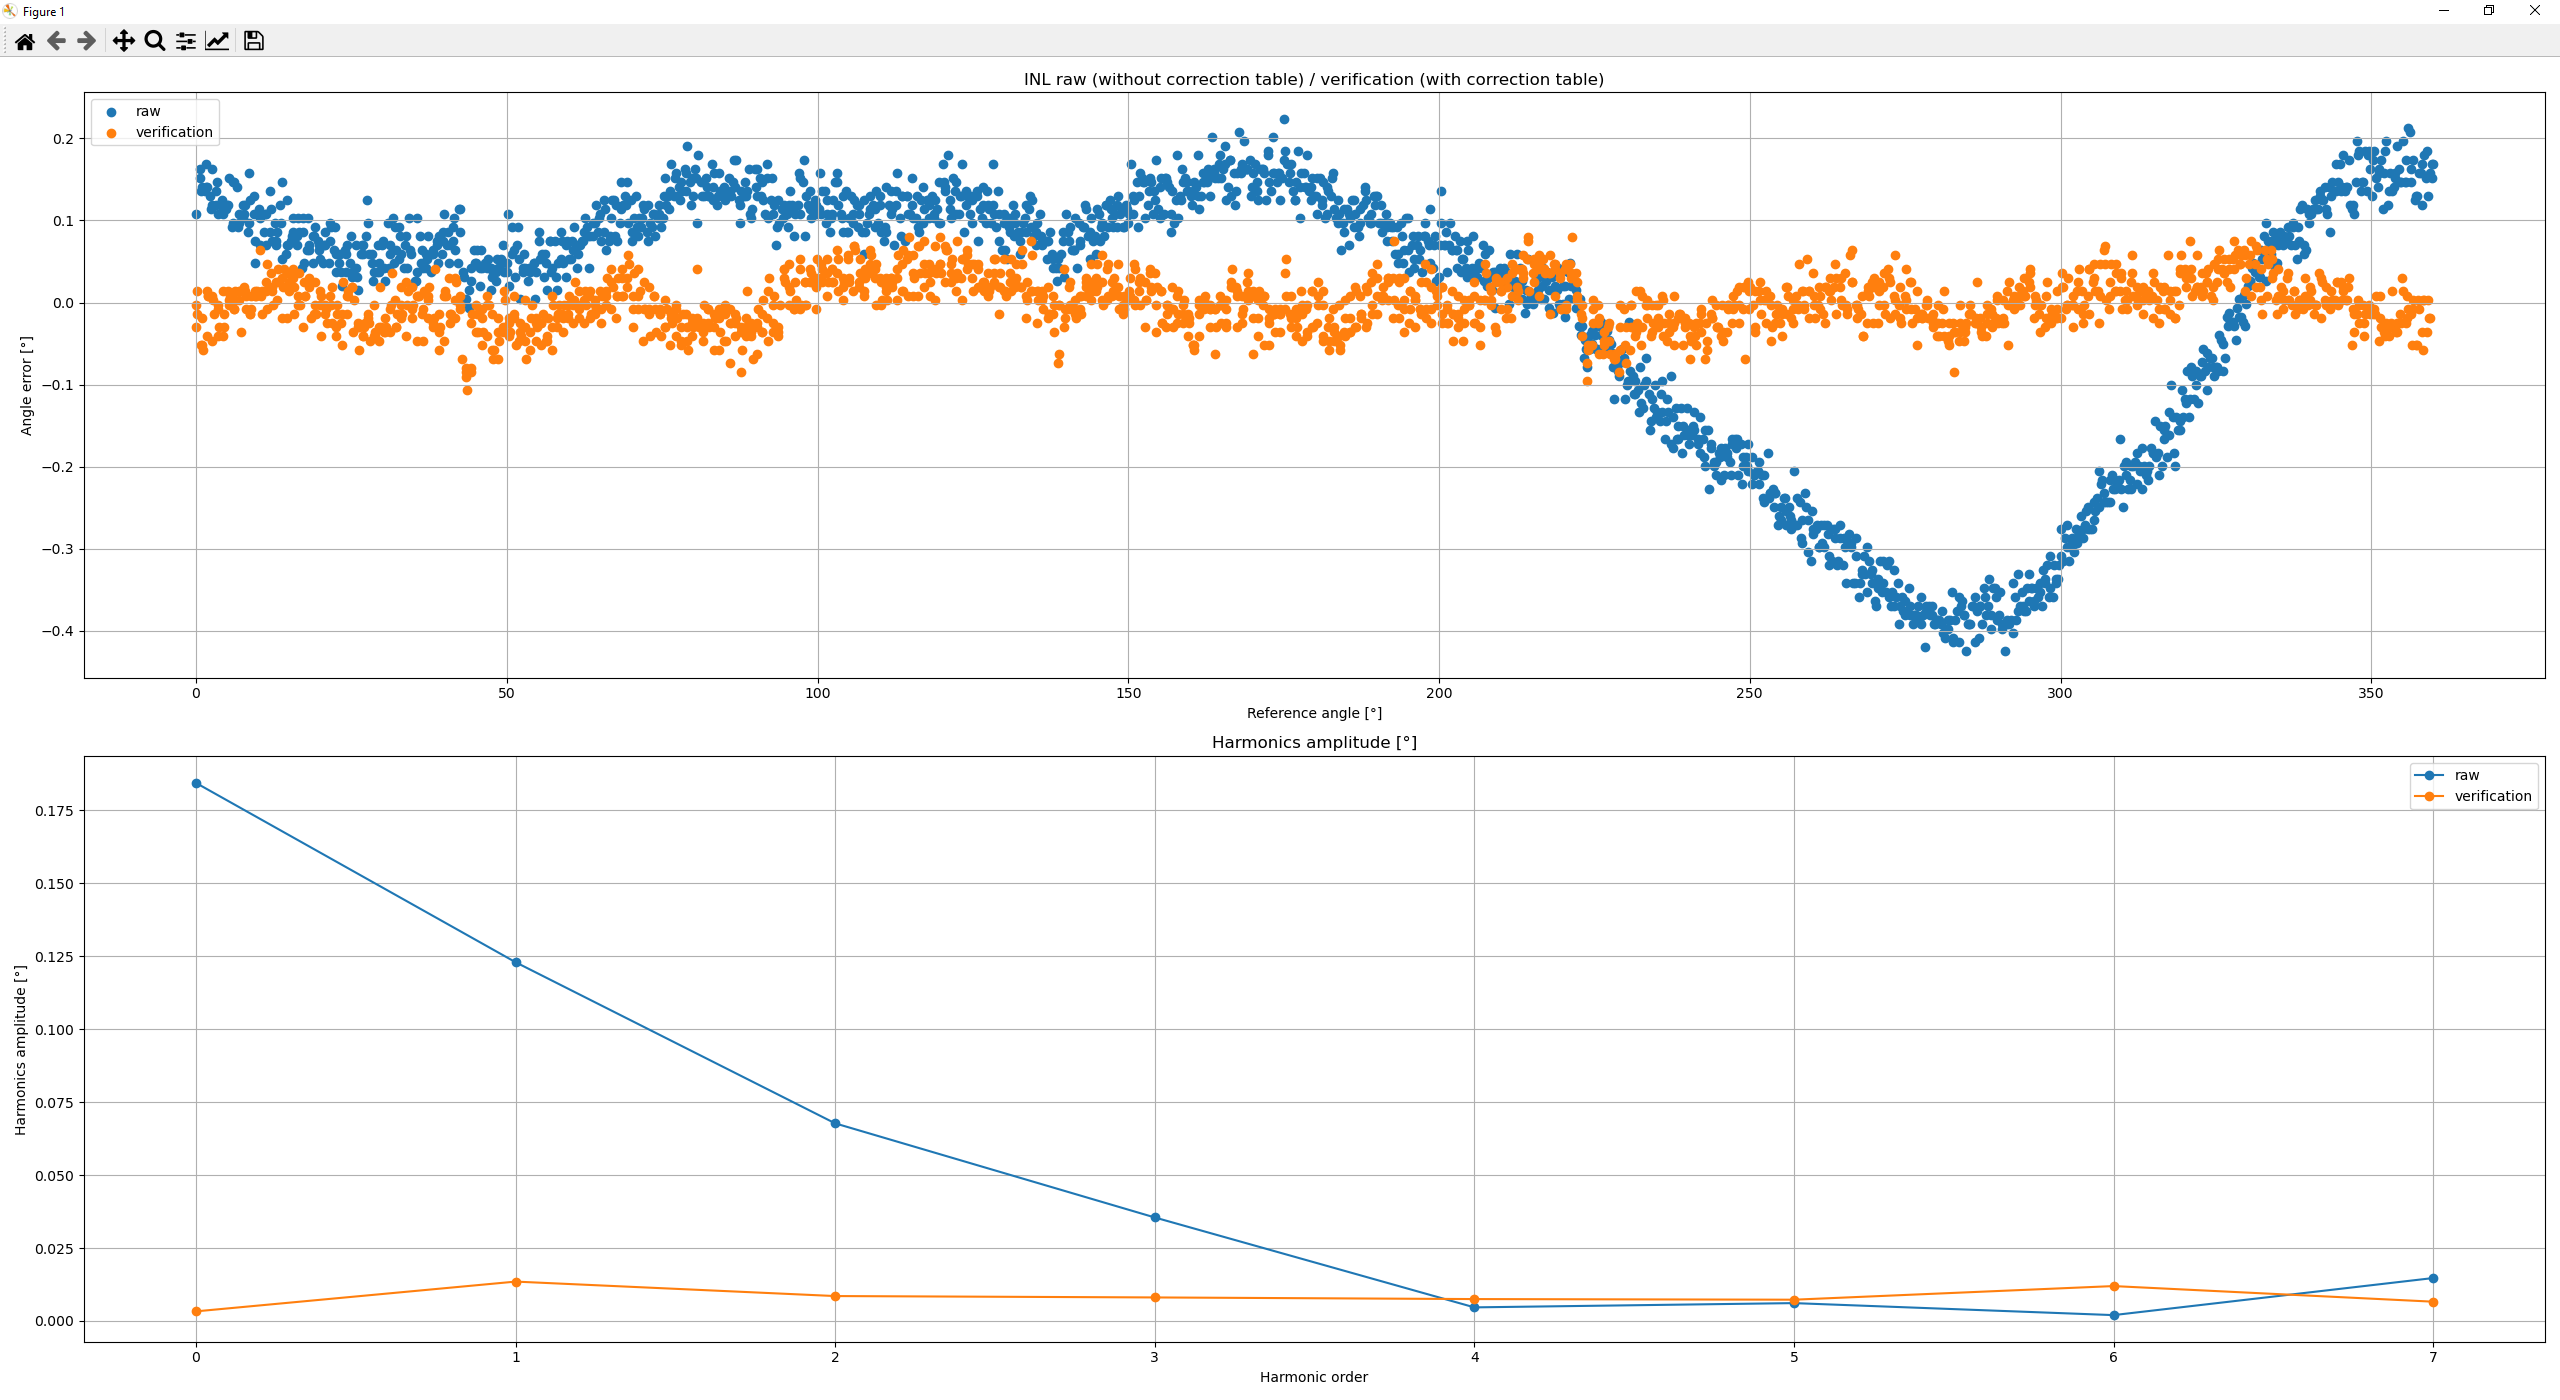 Figure 1
INL raw (without correction table) / verification (with correction table)
raw
verification
0.2
0.1
0.0
−0.1
−0.2
−0.3
−0.4
Angle error [°]
0 50 100 150 200 250 300 350
Reference angle [°]
Harmonics amplitude [°]
raw
verification
0.175
0.150
0.125
0.100
0.075
0.050
0.025
0.000
Harmonics amplitude [°]
0 1 2 3 4 5 6 7
Harmonic order